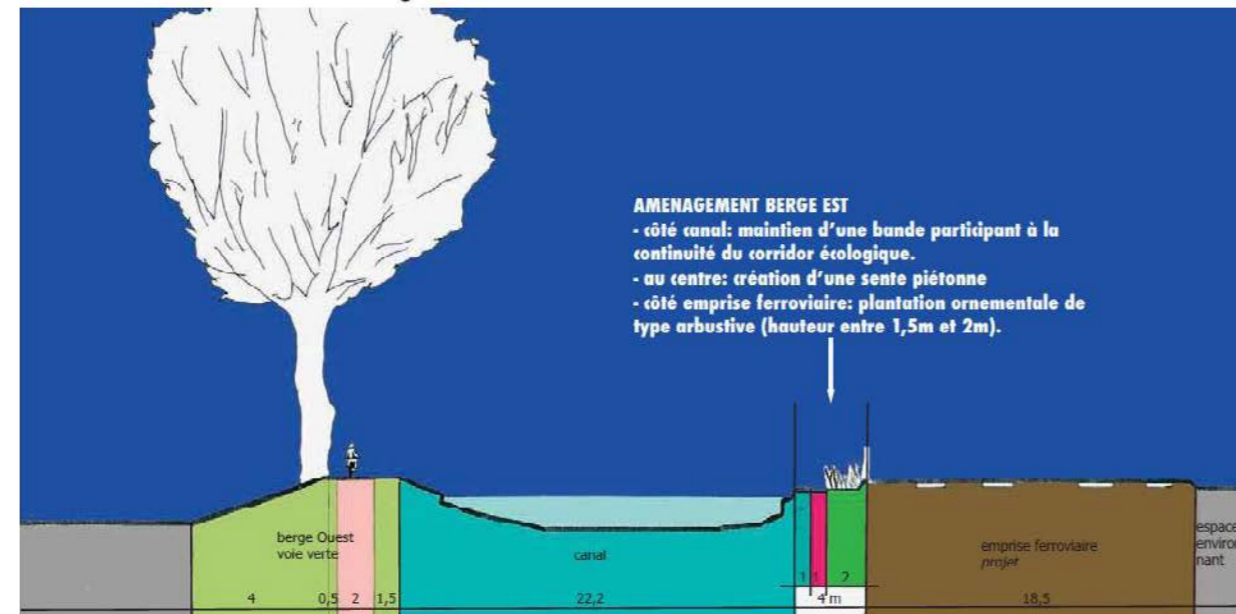 AMENAGEMENT BERGE EST
- côté canal: maintien d'une bande participant à la
continuité du corridor écologique.
- au centre: création d'une sente piétonne
- côté emprise ferroviaire: plantation ornementale de
type arbustive (hauteur entre 1,5m et 2m).
berge Ouest
voie verte
canal
emprise ferroviaire
projet
espace
enviro
nant
1 1 2
4 0,5 2 1,5 22,2 4 m 18,5